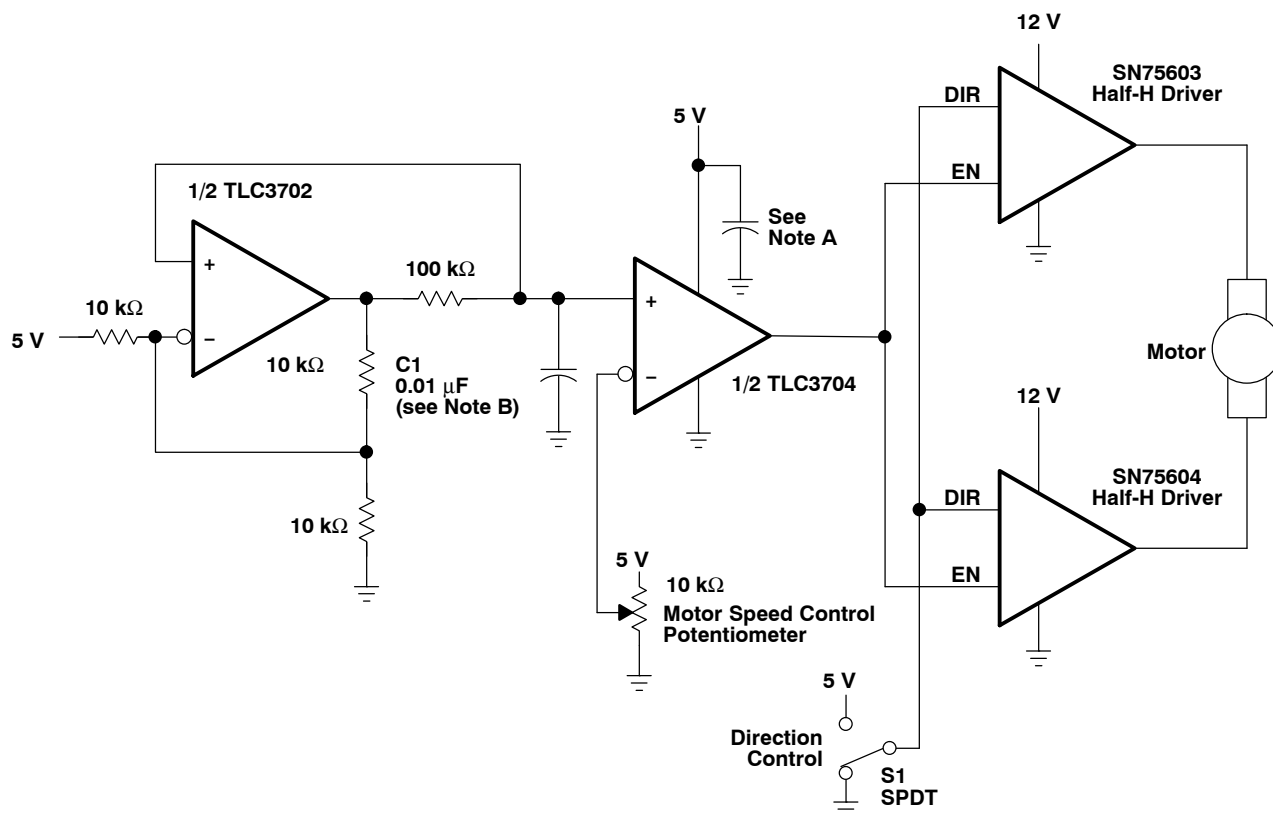 12 V
SN75603
Half-H Driver
DIR
EN
5 V
See
Note A
1/2 TLC3702
+
−
100 kΩ
10 kΩ
5 V
10 kΩ
C1
0.01 μF
(see Note B)
+
−
1/2 TLC3704
Motor
12 V
SN75604
Half-H Driver
DIR
EN
10 kΩ
5 V
10 kΩ
Motor Speed Control
Potentiometer
5 V
Direction
Control
S1
SPDT